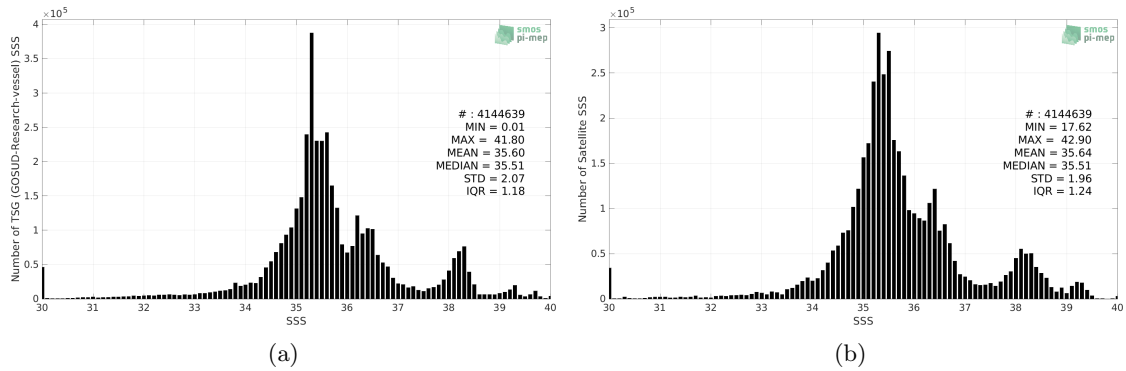 ×10⁵
4
3.5
3
2.5
2
1.5
1
0.5
0
30 31 32 33 34 35 36 37 38 39 40
SSS
Number of TSG (GOSUD-Research-vessel) SSS
smos
pi-mep
# : 4144639
MIN = 0.01
MAX = 41.80
MEAN = 35.60
MEDIAN = 35.51
STD = 2.07
IQR = 1.18
(a)
×10⁵
3
2.5
2
1.5
1
0.5
0
30 31 32 33 34 35 36 37 38 39 40
SSS
Number of Satellite SSS
smos
pi-mep
# : 4144639
MIN = 17.62
MAX = 42.90
MEAN = 35.64
MEDIAN = 35.51
STD = 1.96
IQR = 1.24
(b)